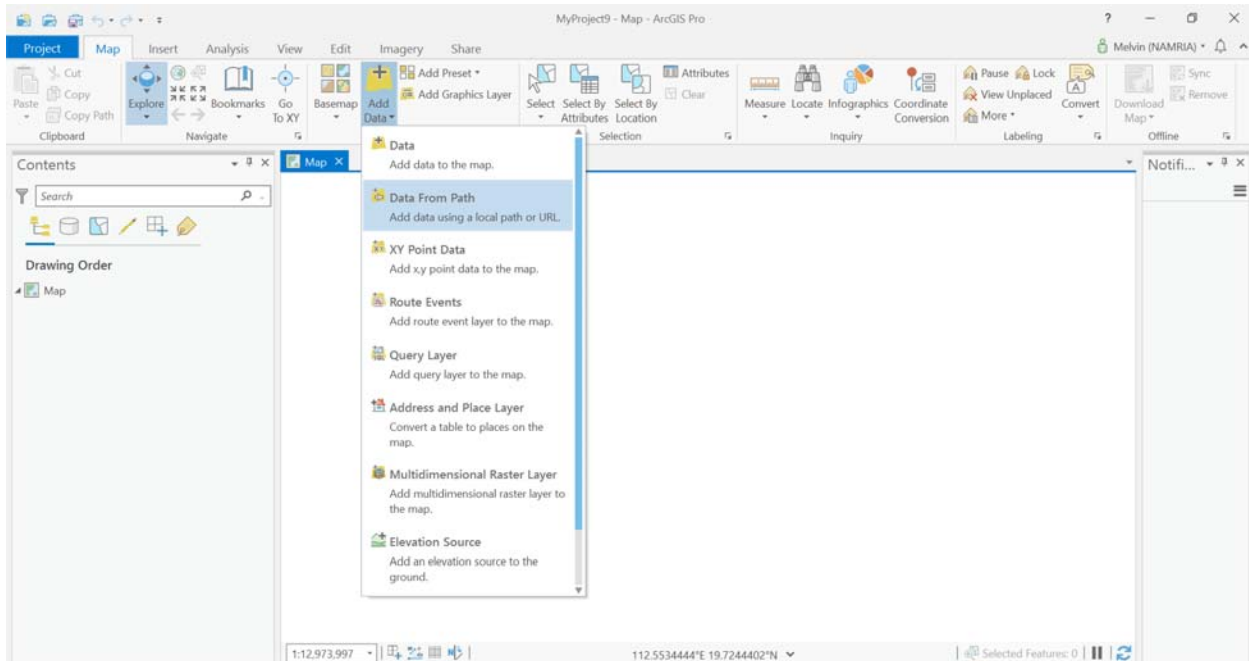 MyProject9 - Map - ArcGIS Pro
?
Project Map Insert Analysis View Edit Imagery Share
Melvin (NAMRIA)
Paste
Cut
Copy
Copy Path
Clipboard
Explore
Bookmarks
Go
To XY
Navigate
Basemap
Add
Data
Add Preset
Add Graphics Layer
Select
Select By
Attributes
Select By
Location
Attributes
Clear
Selection
Measure
Locate
Infographics
Coordinate
Conversion
Inquiry
Pause
Lock
View Unplaced
More
Convert
Labeling
Download
Map
Sync
Remove
Offline
Contents
Search
Drawing Order
Map
Map
Data
Add data to the map.
Data From Path
Add data using a local path or URL.
XY Point Data
Add x,y point data to the map.
Route Events
Add route event layer to the map.
Query Layer
Add query layer to the map.
Address and Place Layer
Convert a table to places on the
map.
Multidimensional Raster Layer
Add multidimensional raster layer to
the map.
Elevation Source
Add an elevation source to the
ground.
Notifi...
1:12,973,997
112.5534444°E 19.7244402°N
Selected Features: 0